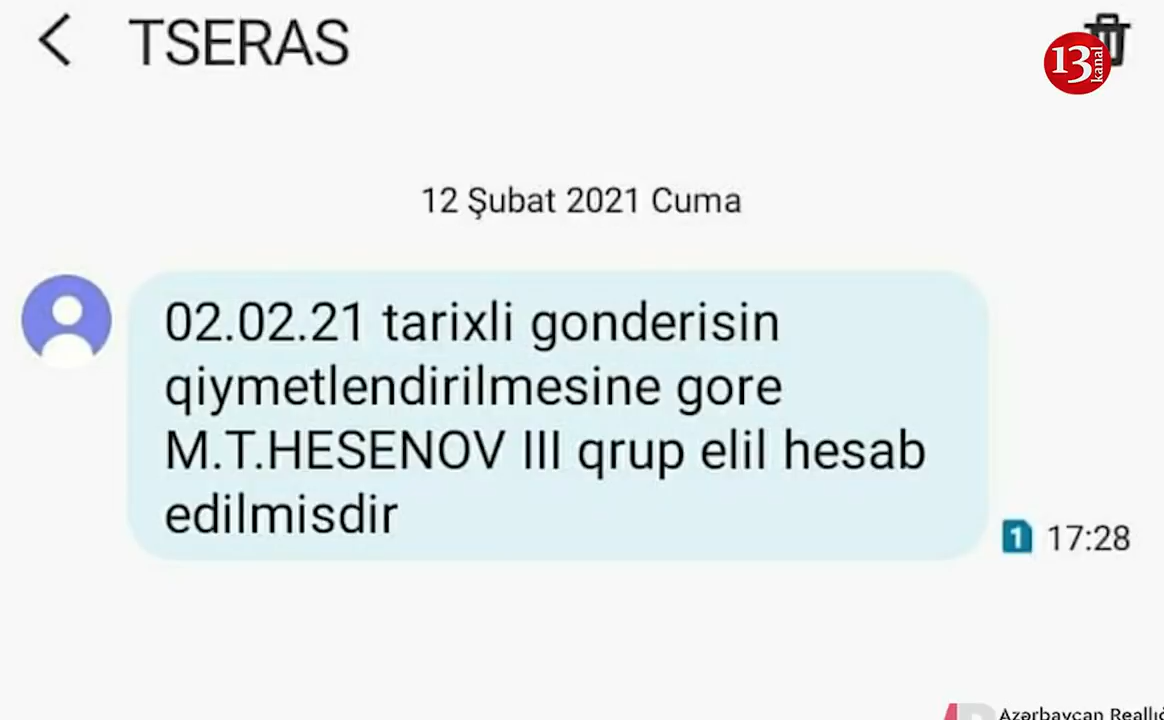 TSERAS
13 kanal
12 Şubat 2021 Cuma
02.02.21 tarixli gonderisin
qiymetlendirilmesine gore
M.T.HESENOV III qrup elil hesab
edilmisdir
1 17:28
Azərbaycan